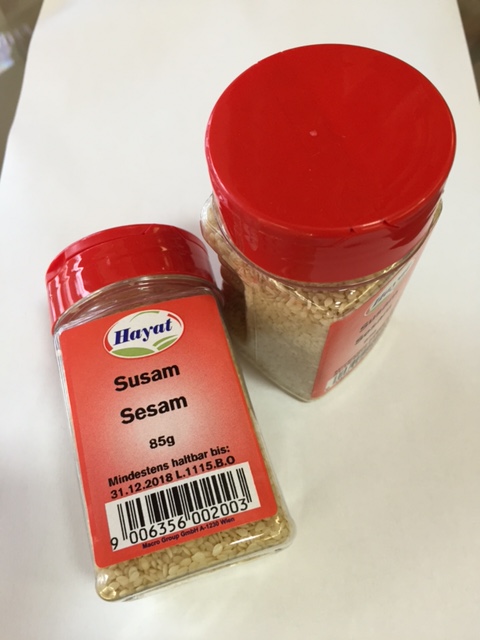 Hayat
Susam
Sesam
85g
Mindestens haltbar bis:
31.12.2018 L.1115.B.O
9 006356 002003
Macro Group GmbH A-1230 Wien